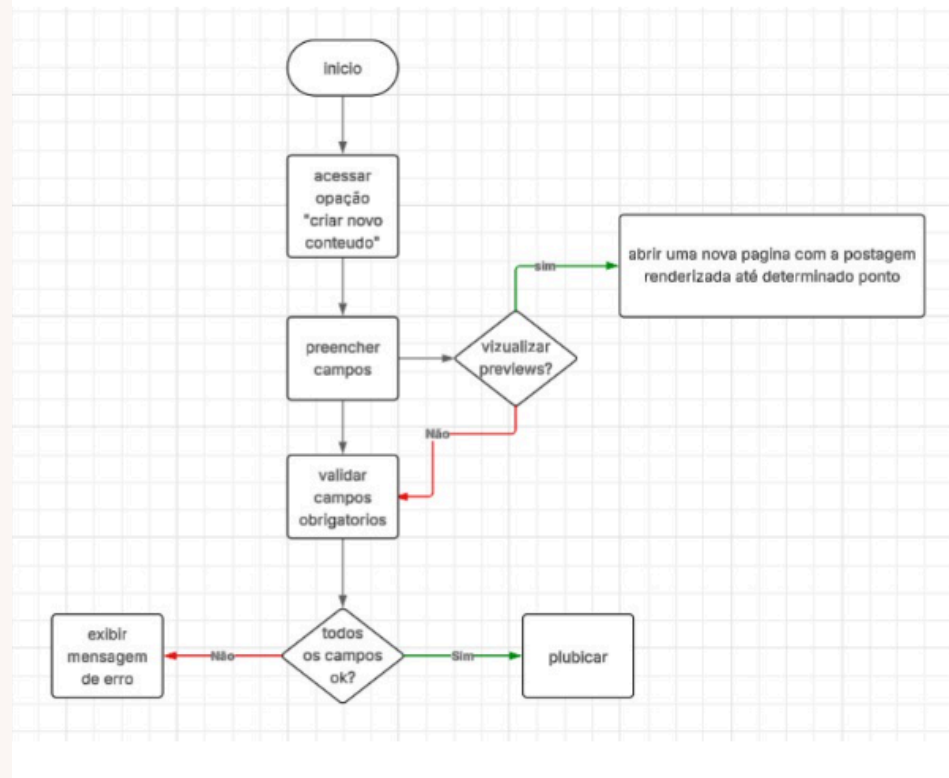 inicio
acessar
opação
"criar novo
conteudo"
abrir uma nova pagina com a postagem
renderizada até determinado ponto
sim
preencher
campos
vizualizar
previews?
Não
validar
campos
obrigatorios
exibir
mensagem
de erro
Não
todos
os campos
ok?
Sim
plubicar